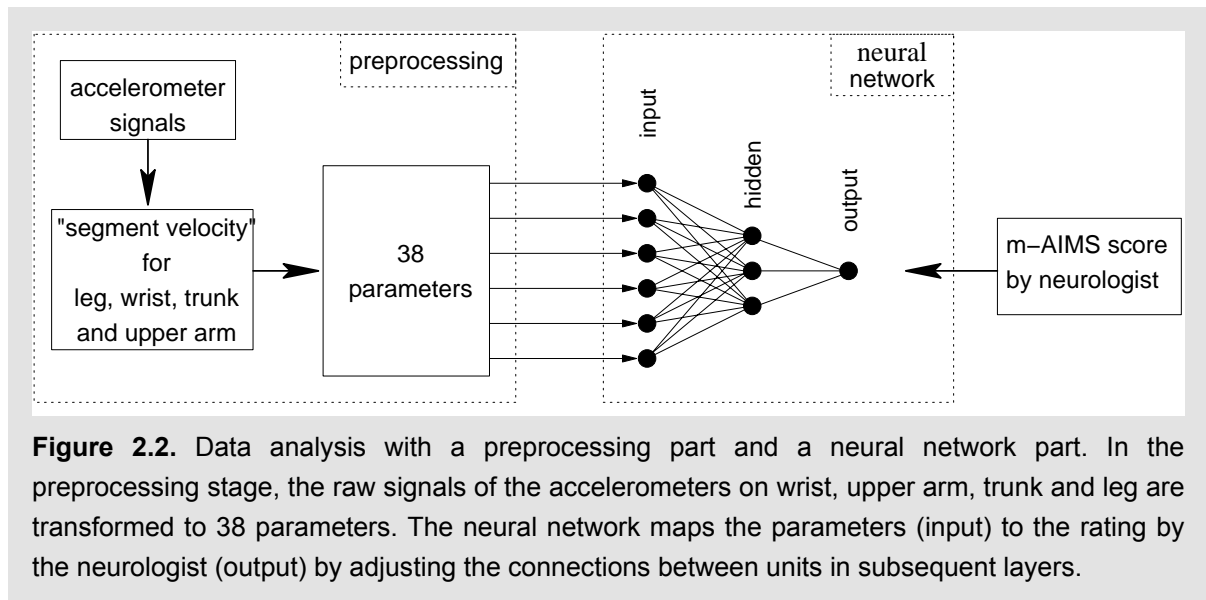 preprocessing
accelerometer
signals
"segment velocity"
for
leg, wrist, trunk
and upper arm
38
parameters
neural
network
input
hidden
output
m−AIMS score
by neurologist
Figure 2.2. Data analysis with a preprocessing part and a neural network part. In the
preprocessing stage, the raw signals of the accelerometers on wrist, upper arm, trunk and leg are
transformed to 38 parameters. The neural network maps the parameters (input) to the rating by
the neurologist (output) by adjusting the connections between units in subsequent layers.